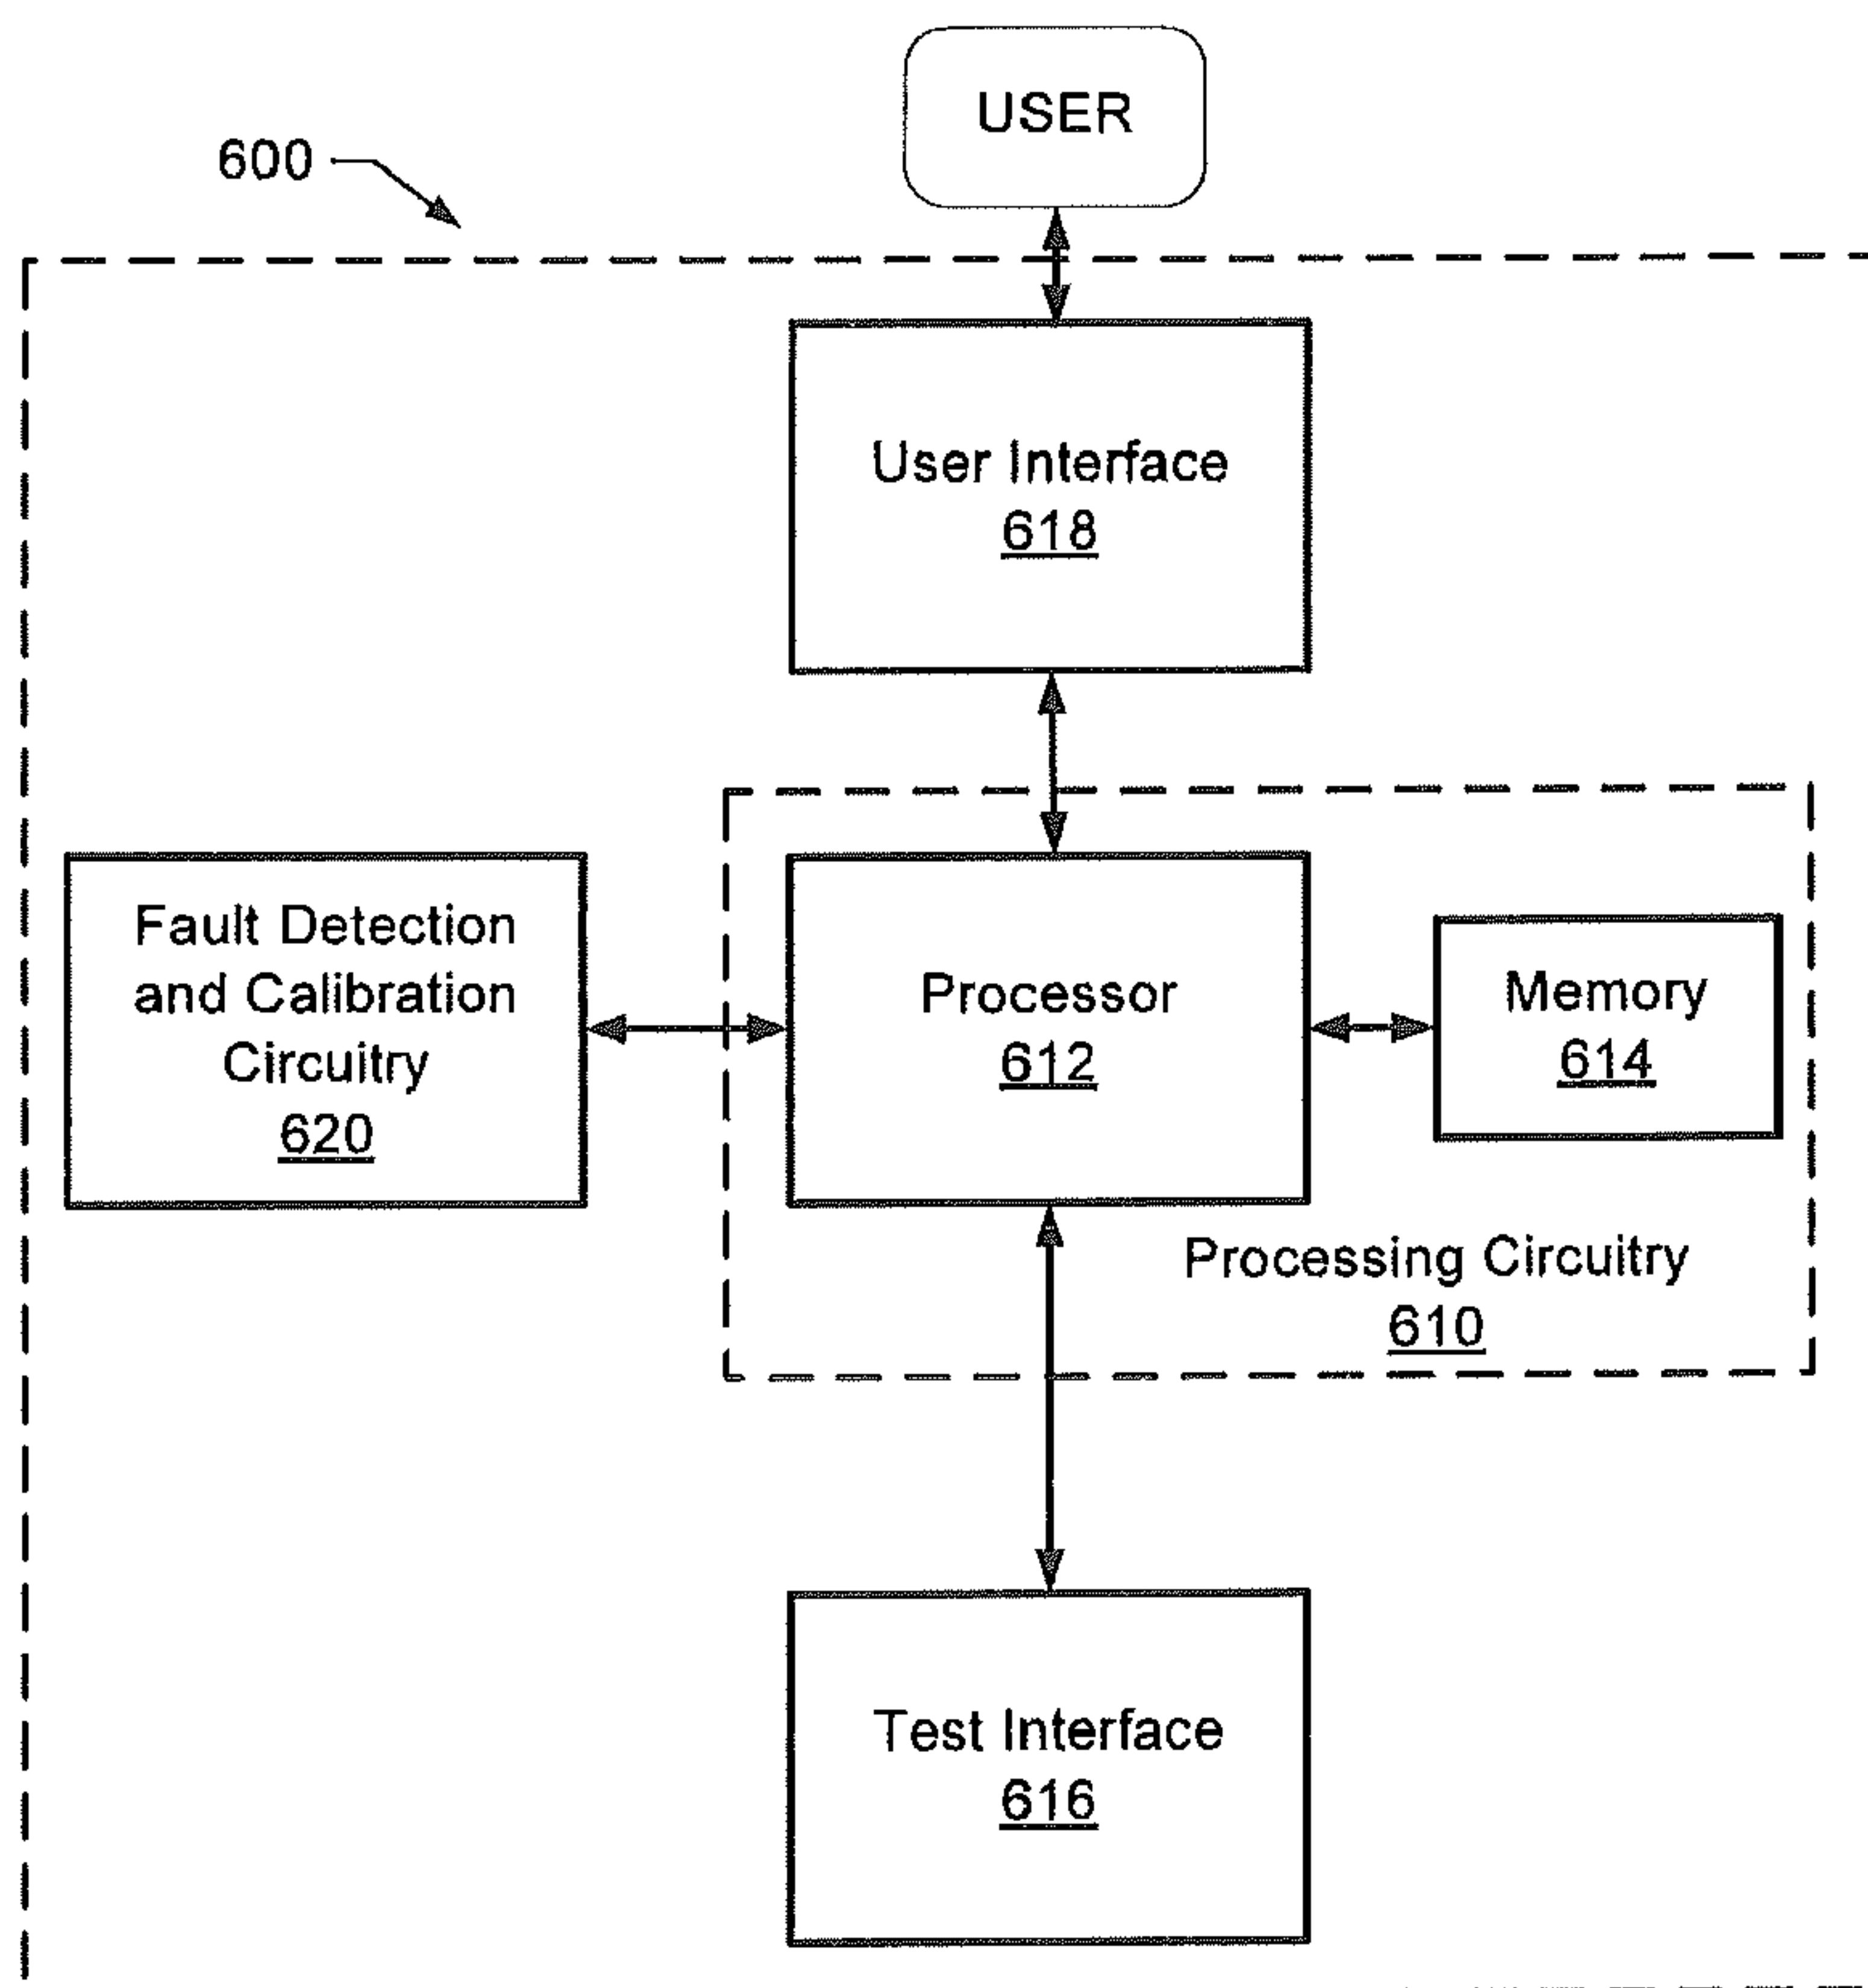 USER
600
User Interface
618
Fault Detection
and Calibration
Circuitry
620
Processor
612
Memory
614
Processing Circuitry
610
Test Interface
616